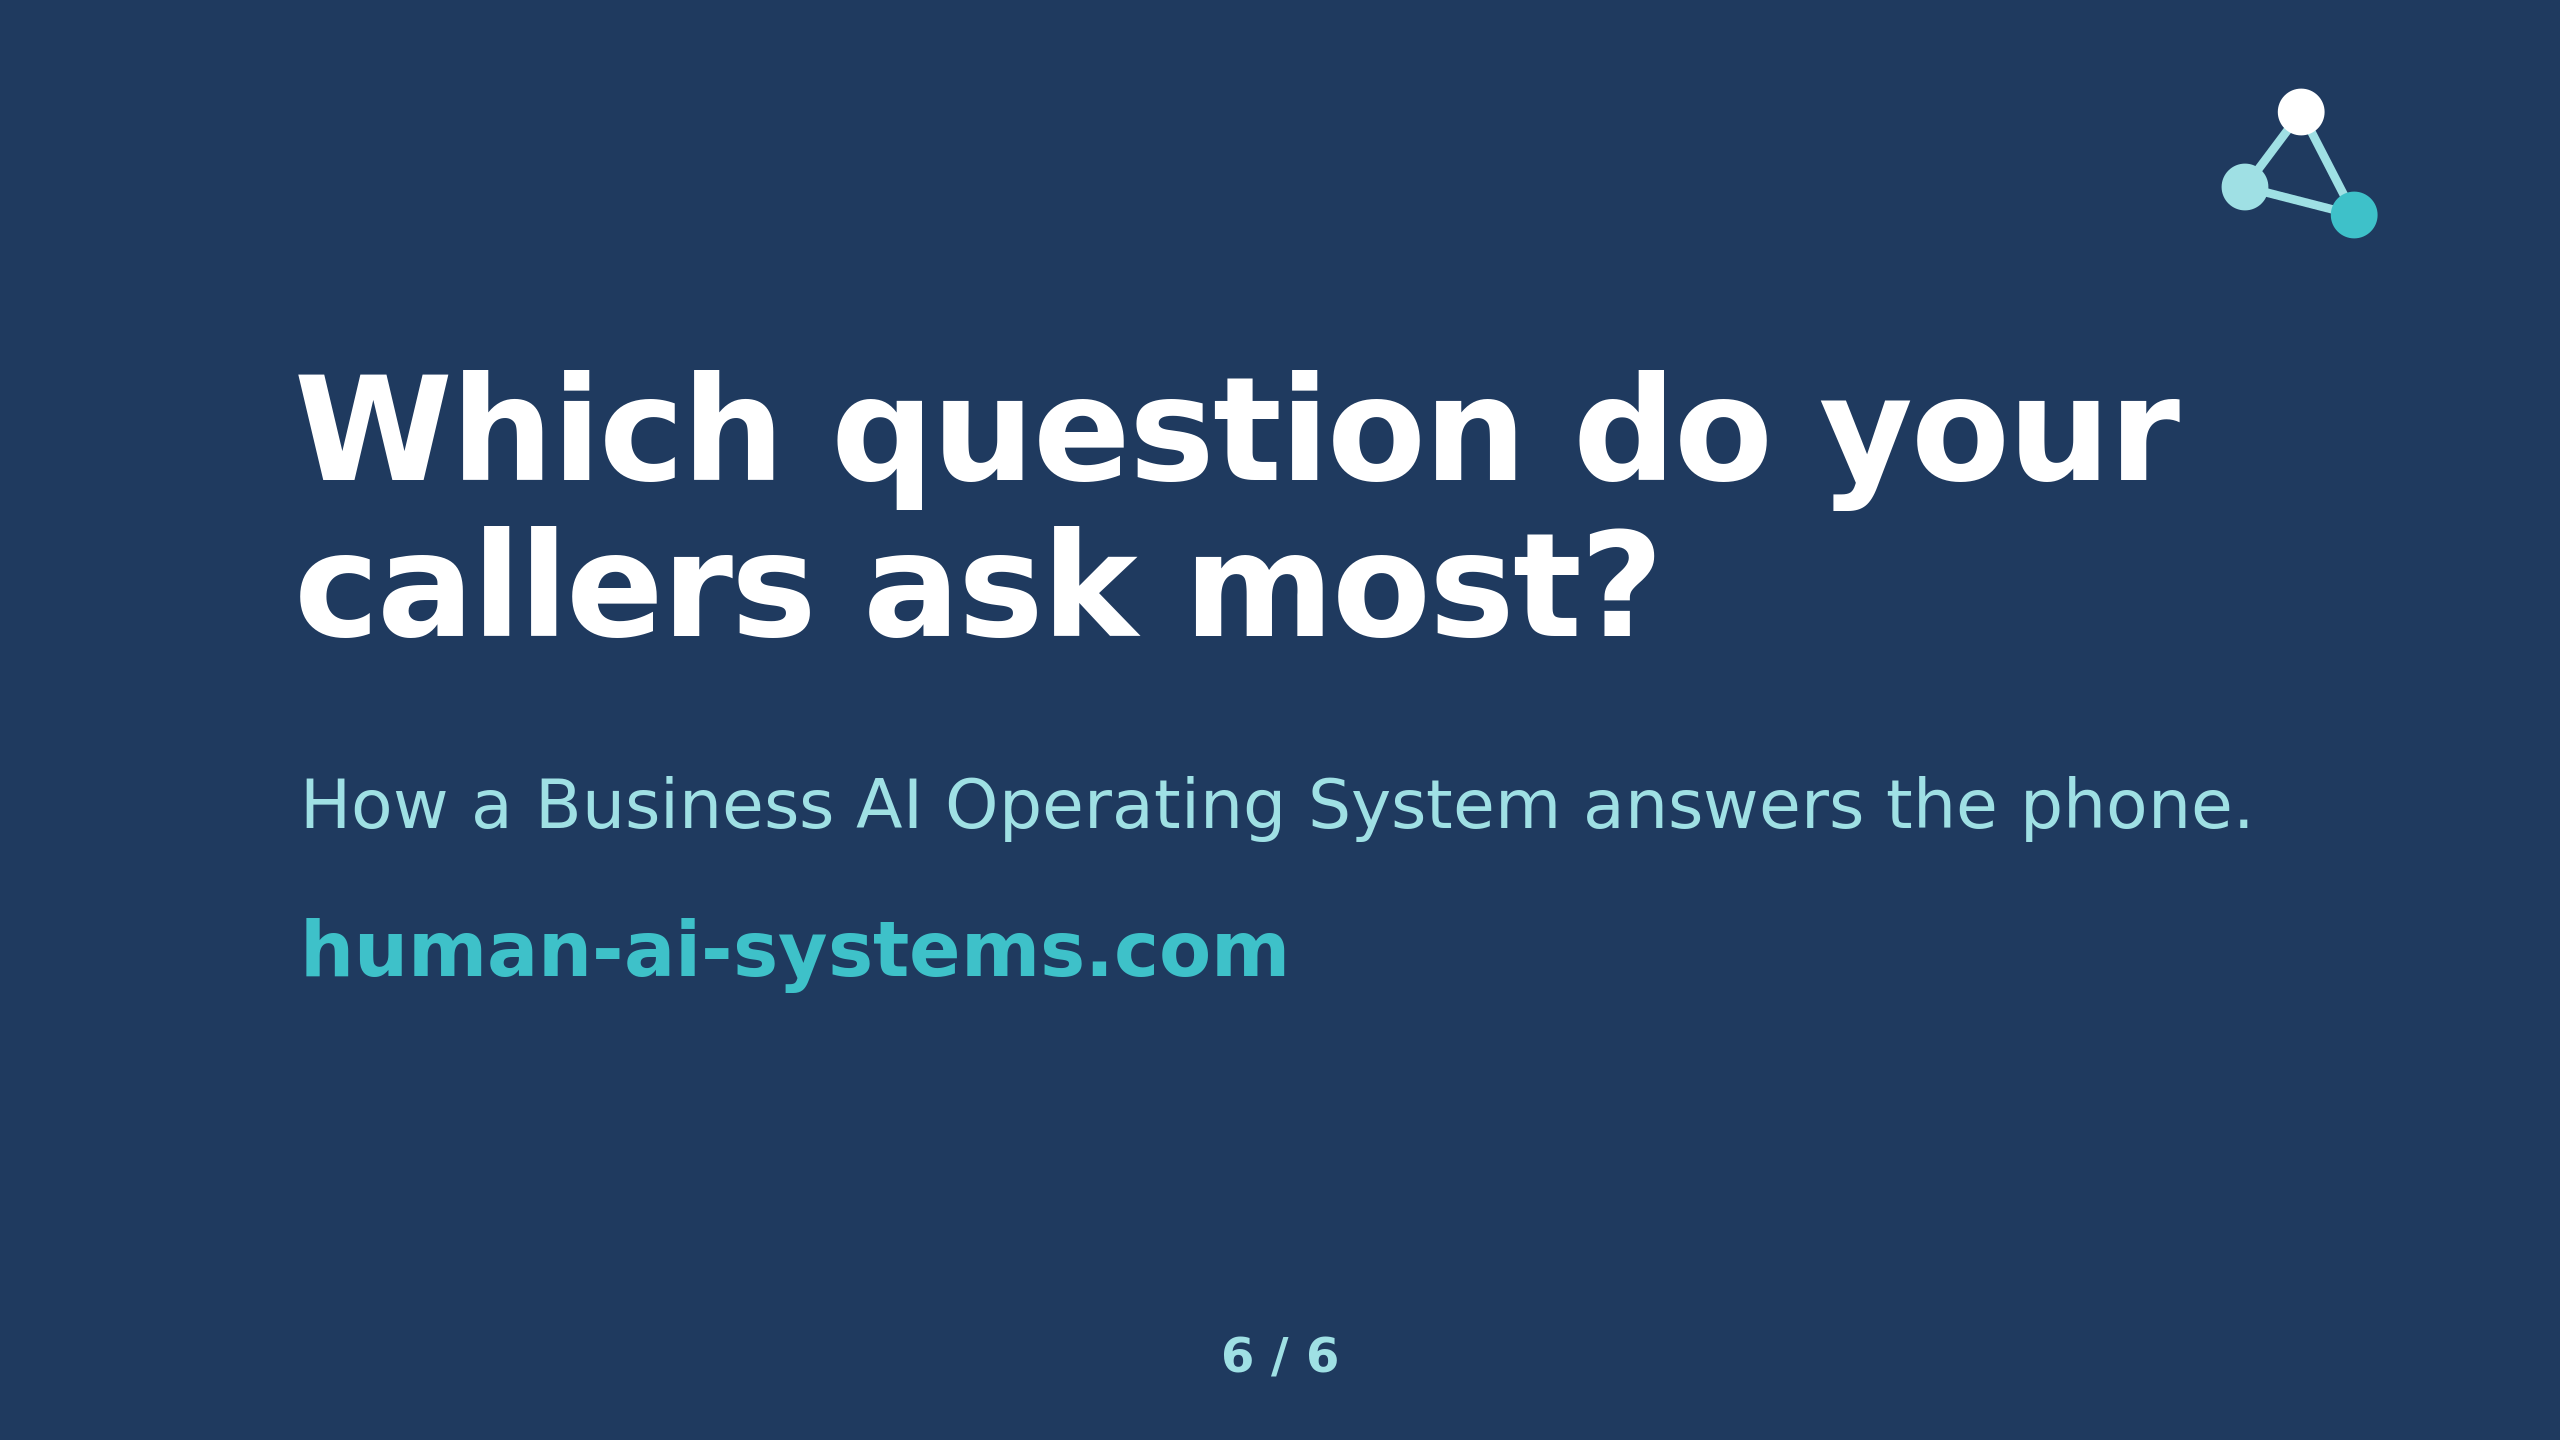 Which question do your
callers ask most?
How a Business AI Operating System answers the phone.
human-ai-systems.com
6 / 6